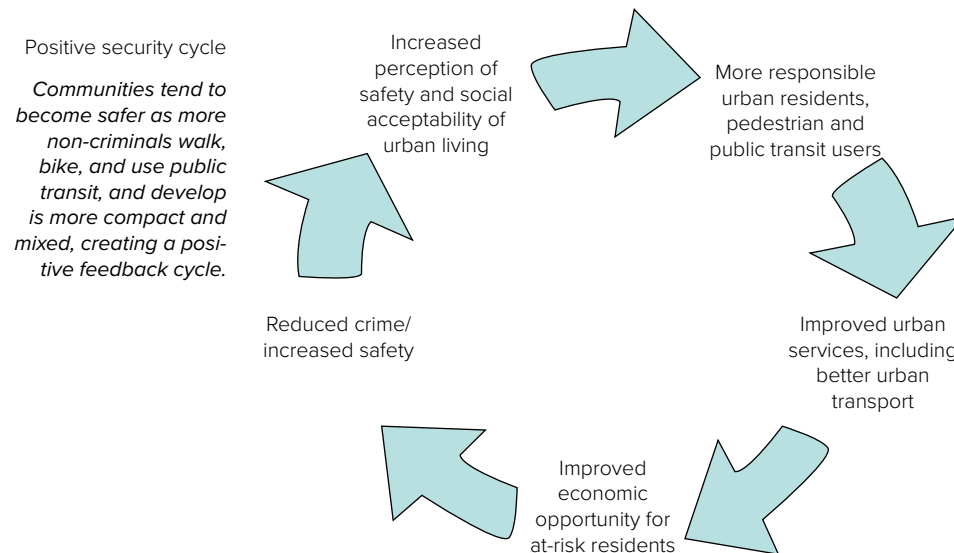 Positive security cycle
Communities tend to
become safer as more
non-criminals walk,
bike, and use public
transit, and develop
is more compact and
mixed, creating a posi-
tive feedback cycle.
Increased
perception of
safety and social
acceptability of
urban living
More responsible
urban residents,
pedestrian and
public transit users
Improved urban
services, including
better urban
transport
Improved
economic
opportunity for
at-risk residents
Reduced crime/
increased safety